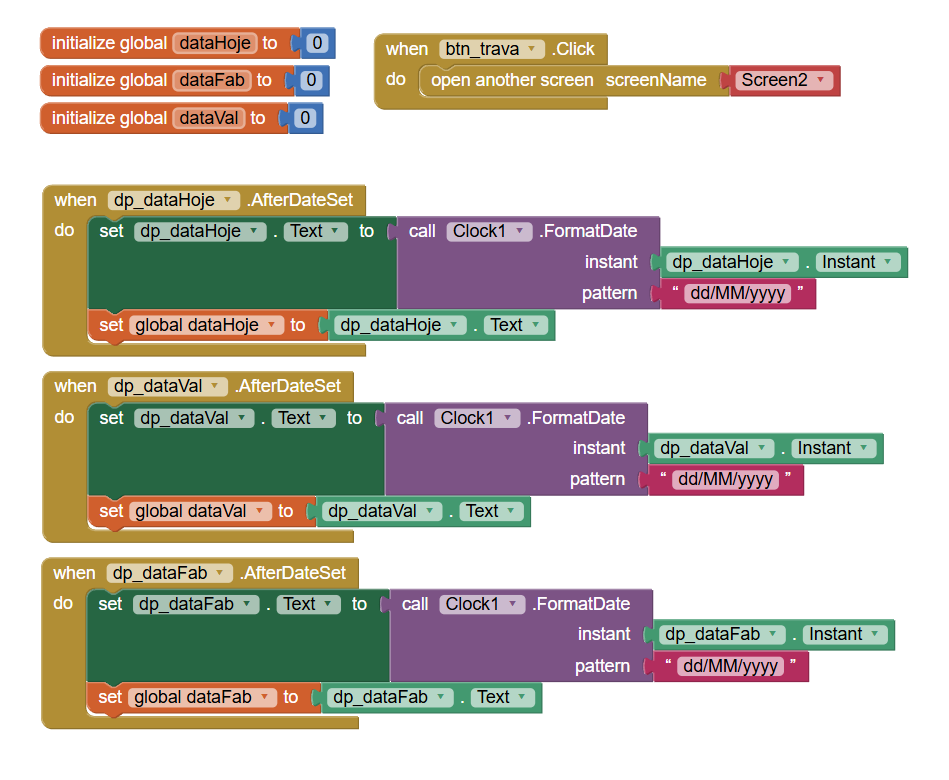 initialize global dataHoje to 0
initialize global dataFab to 0
initialize global dataVal to 0
when btn_trava .Click
do open another screen screenName Screen2
when dp_dataHoje .AfterDateSet
do set dp_dataHoje . Text to call Clock1 .FormatDate
instant dp_dataHoje . Instant
pattern “ dd/MM/yyyy ”
set global dataHoje to dp_dataHoje . Text
when dp_dataVal .AfterDateSet
do set dp_dataVal . Text to call Clock1 .FormatDate
instant dp_dataVal . Instant
pattern “ dd/MM/yyyy ”
set global dataVal to dp_dataVal . Text
when dp_dataFab .AfterDateSet
do set dp_dataFab . Text to call Clock1 .FormatDate
instant dp_dataFab . Instant
pattern “ dd/MM/yyyy ”
set global dataFab to dp_dataFab . Text